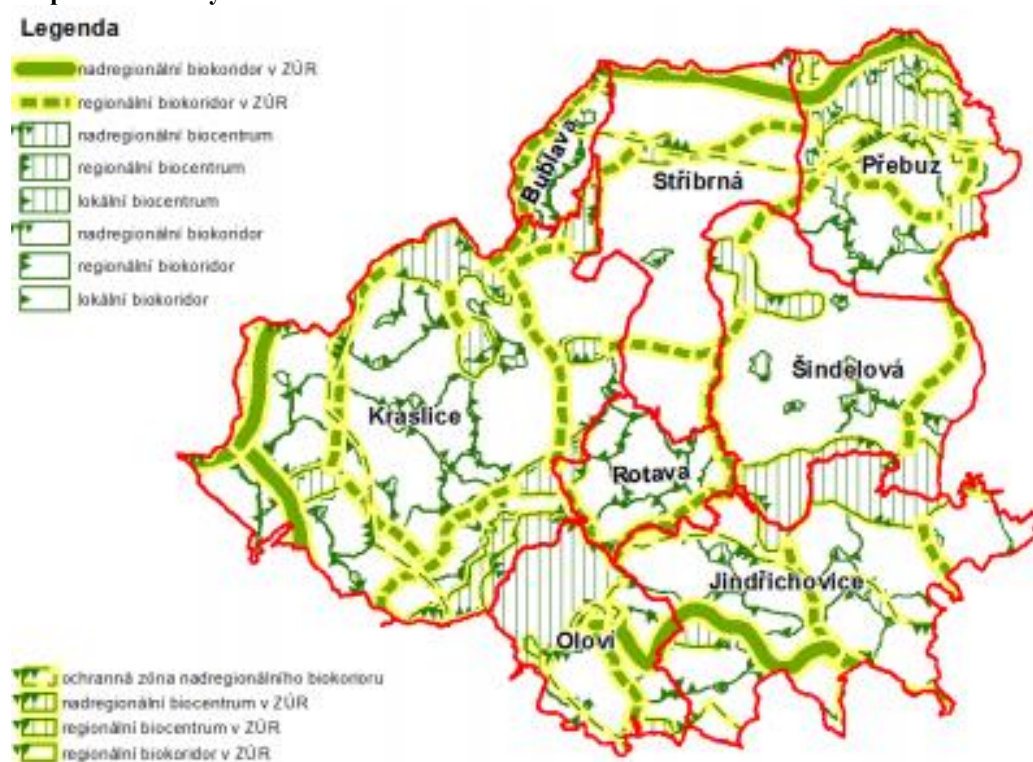 Legenda
nadregionální biokoridor v ZÚR
regionální biokoridor v ZÚR
nadregionální biocentrum
regionální biocentrum
lokální biocentrum
nadregionální biokoridor
regionální biokoridor
lokální biokoridor
Bublava
Stříbrná
Přebuz
Šindelová
Kraslice
Rotava
Jindřichovice
Oloví
ochranná zóna nadregionálního biokorioru
nadregionální biocentrum v ZÚR
regionální biocentrum v ZÚR
regionální biokoridor v ZÚR